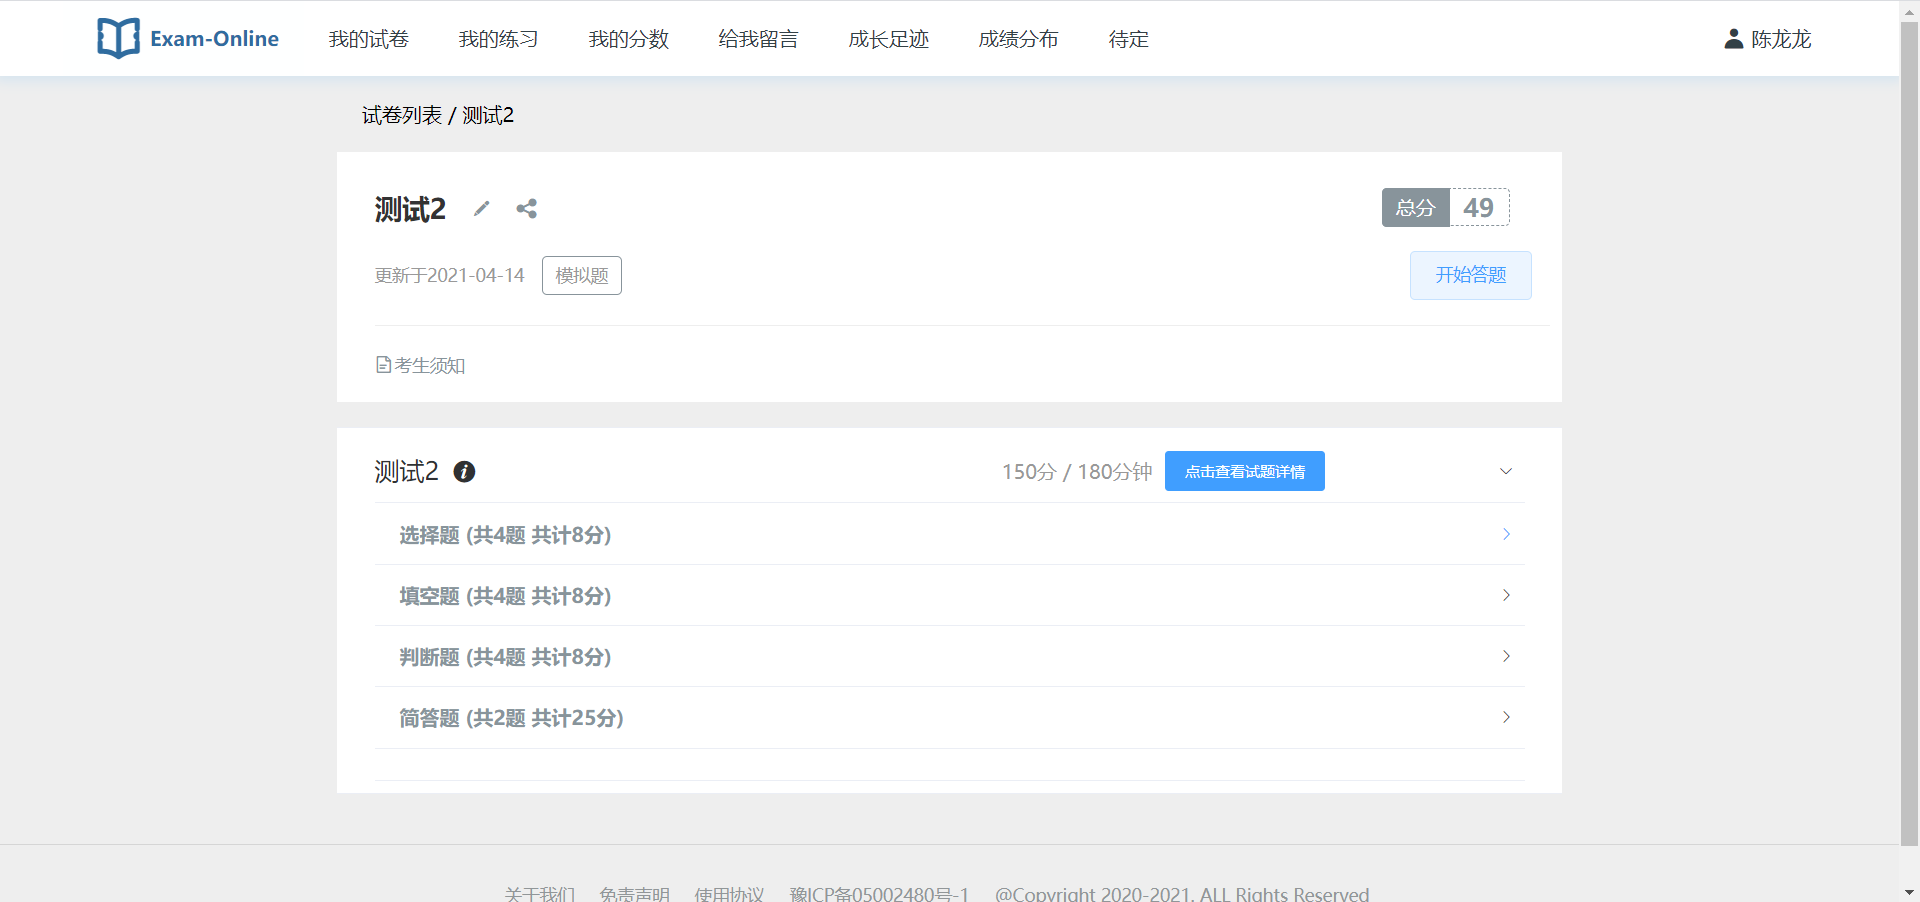 Exam-Online 我的试卷 我的练习 我的分数 给我留言 成长足迹 成绩分布 待定 陈龙龙
试卷列表 / 测试2
测试2 总分 49
更新于2021-04-14 模拟题 开始答题
考生须知
测试2 150分 / 180分钟 点击查看试题详情
选择题 (共4题 共计8分)
填空题 (共4题 共计8分)
判断题 (共4题 共计8分)
简答题 (共2题 共计25分)
关于我们 免责声明 使用协议 豫ICP备05002480号-1 @Copyright 2020-2021. ALL Rights Reserved